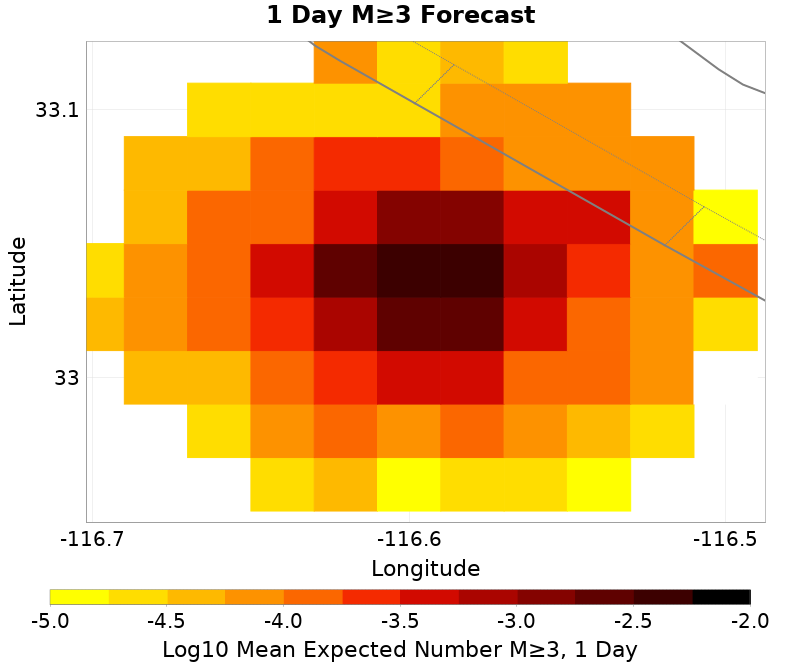 1 Day M≥3 Forecast
33.1
33
Latitude
-116.7 -116.6 -116.5
Longitude
-5.0 -4.5 -4.0 -3.5 -3.0 -2.5 -2.0
Log10 Mean Expected Number M≥3, 1 Day